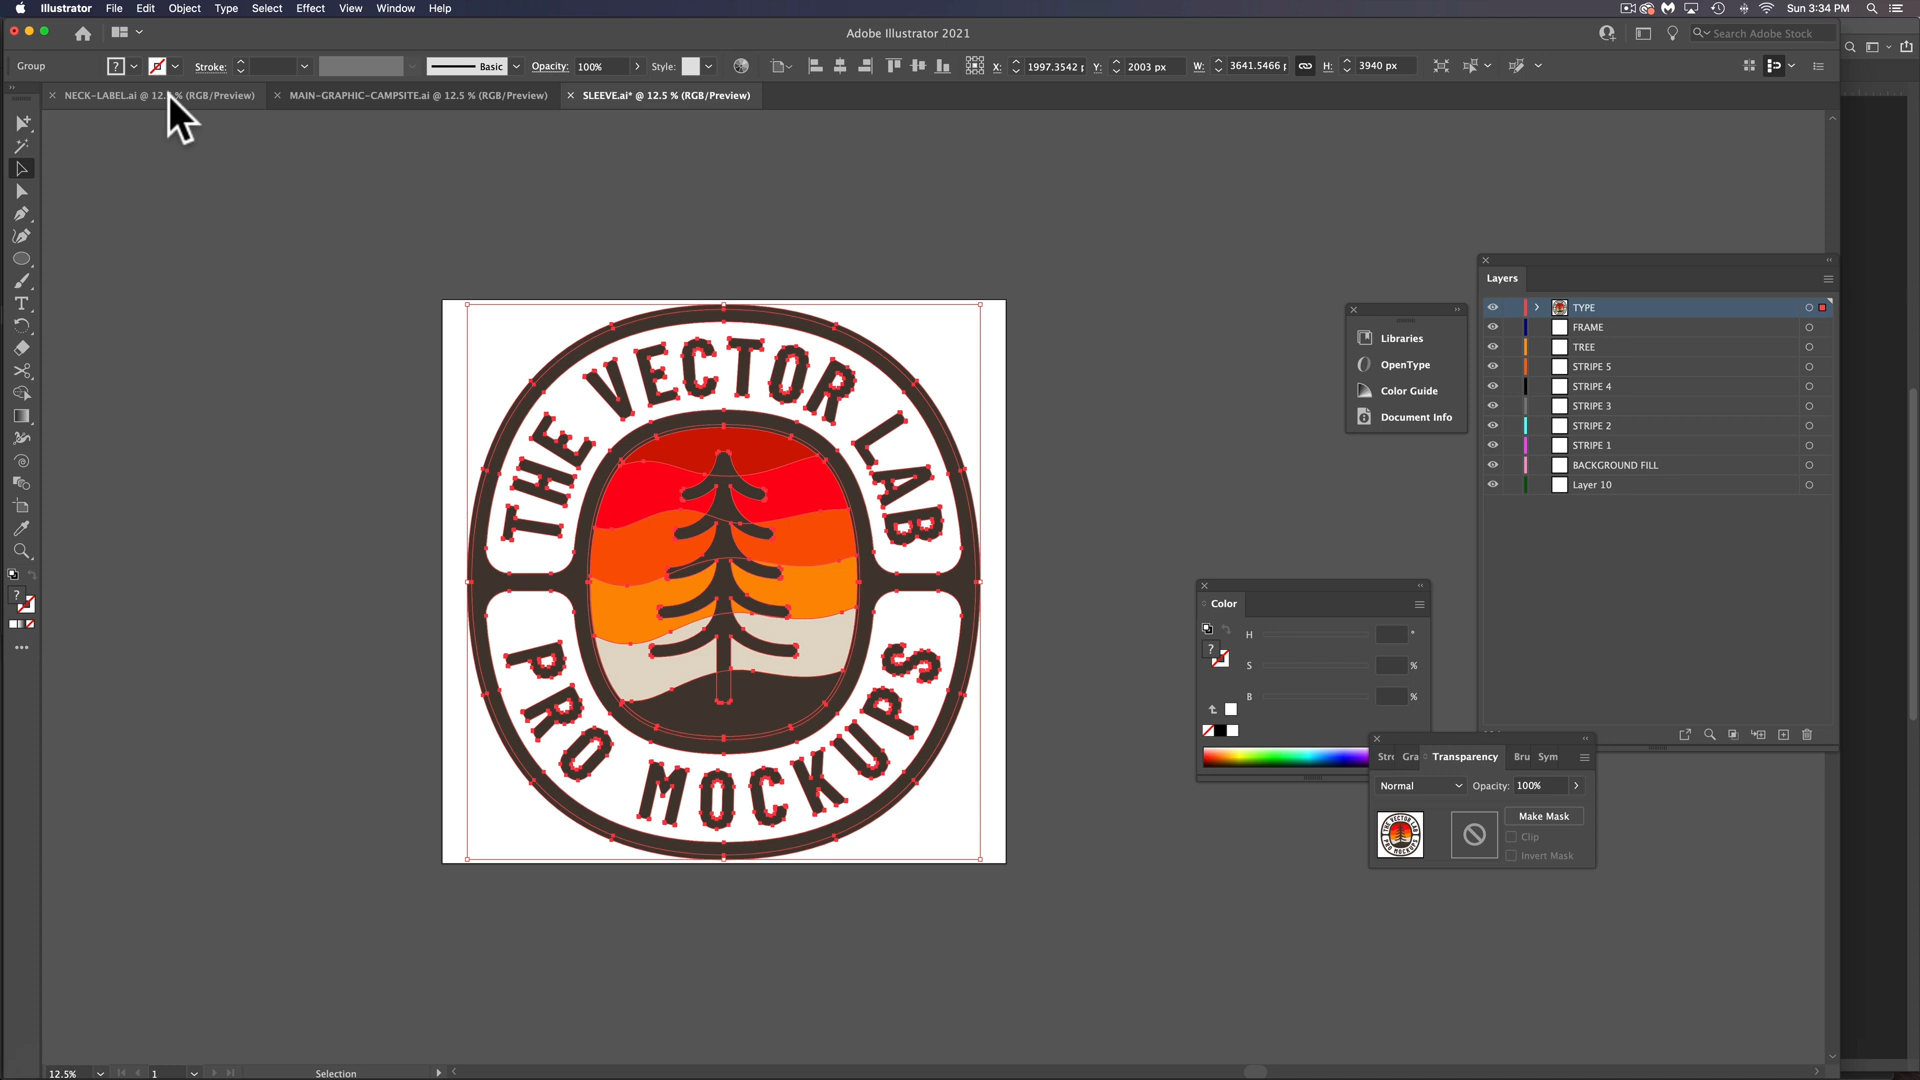 Illustrator File Edit Object Type Select Effect View Window Help
Sun 3:34 PM
Adobe Illustrator 2021
Search Adobe Stock
Group
?
Stroke:
Basic
Opacity: 100%
Style:
X: 1997.3542
Y: 2003 px
W: 3641.5466
H: 3940 px
NECK-LABEL.ai @ 12.5 % (RGB/Preview)
MAIN-GRAPHIC-CAMPSITE.ai @ 12.5 % (RGB/Preview)
SLEEVE.ai* @ 12.5 % (RGB/Preview)
THE VECTOR LAB
PRO MOCKUPS
Libraries
OpenType
Color Guide
Document Info
Layers
TYPE
FRAME
TREE
STRIPE 5
STRIPE 4
STRIPE 3
STRIPE 2
STRIPE 1
BACKGROUND FILL
Layer 10
Color
H °
?
S %
B %
Str Gra Transparency Bru Sym
Normal
Opacity: 100%
THE VECTOR LAB
PRO MOCKUPS
Make Mask
Clip
Invert Mask
?
12.5%
1
Selection